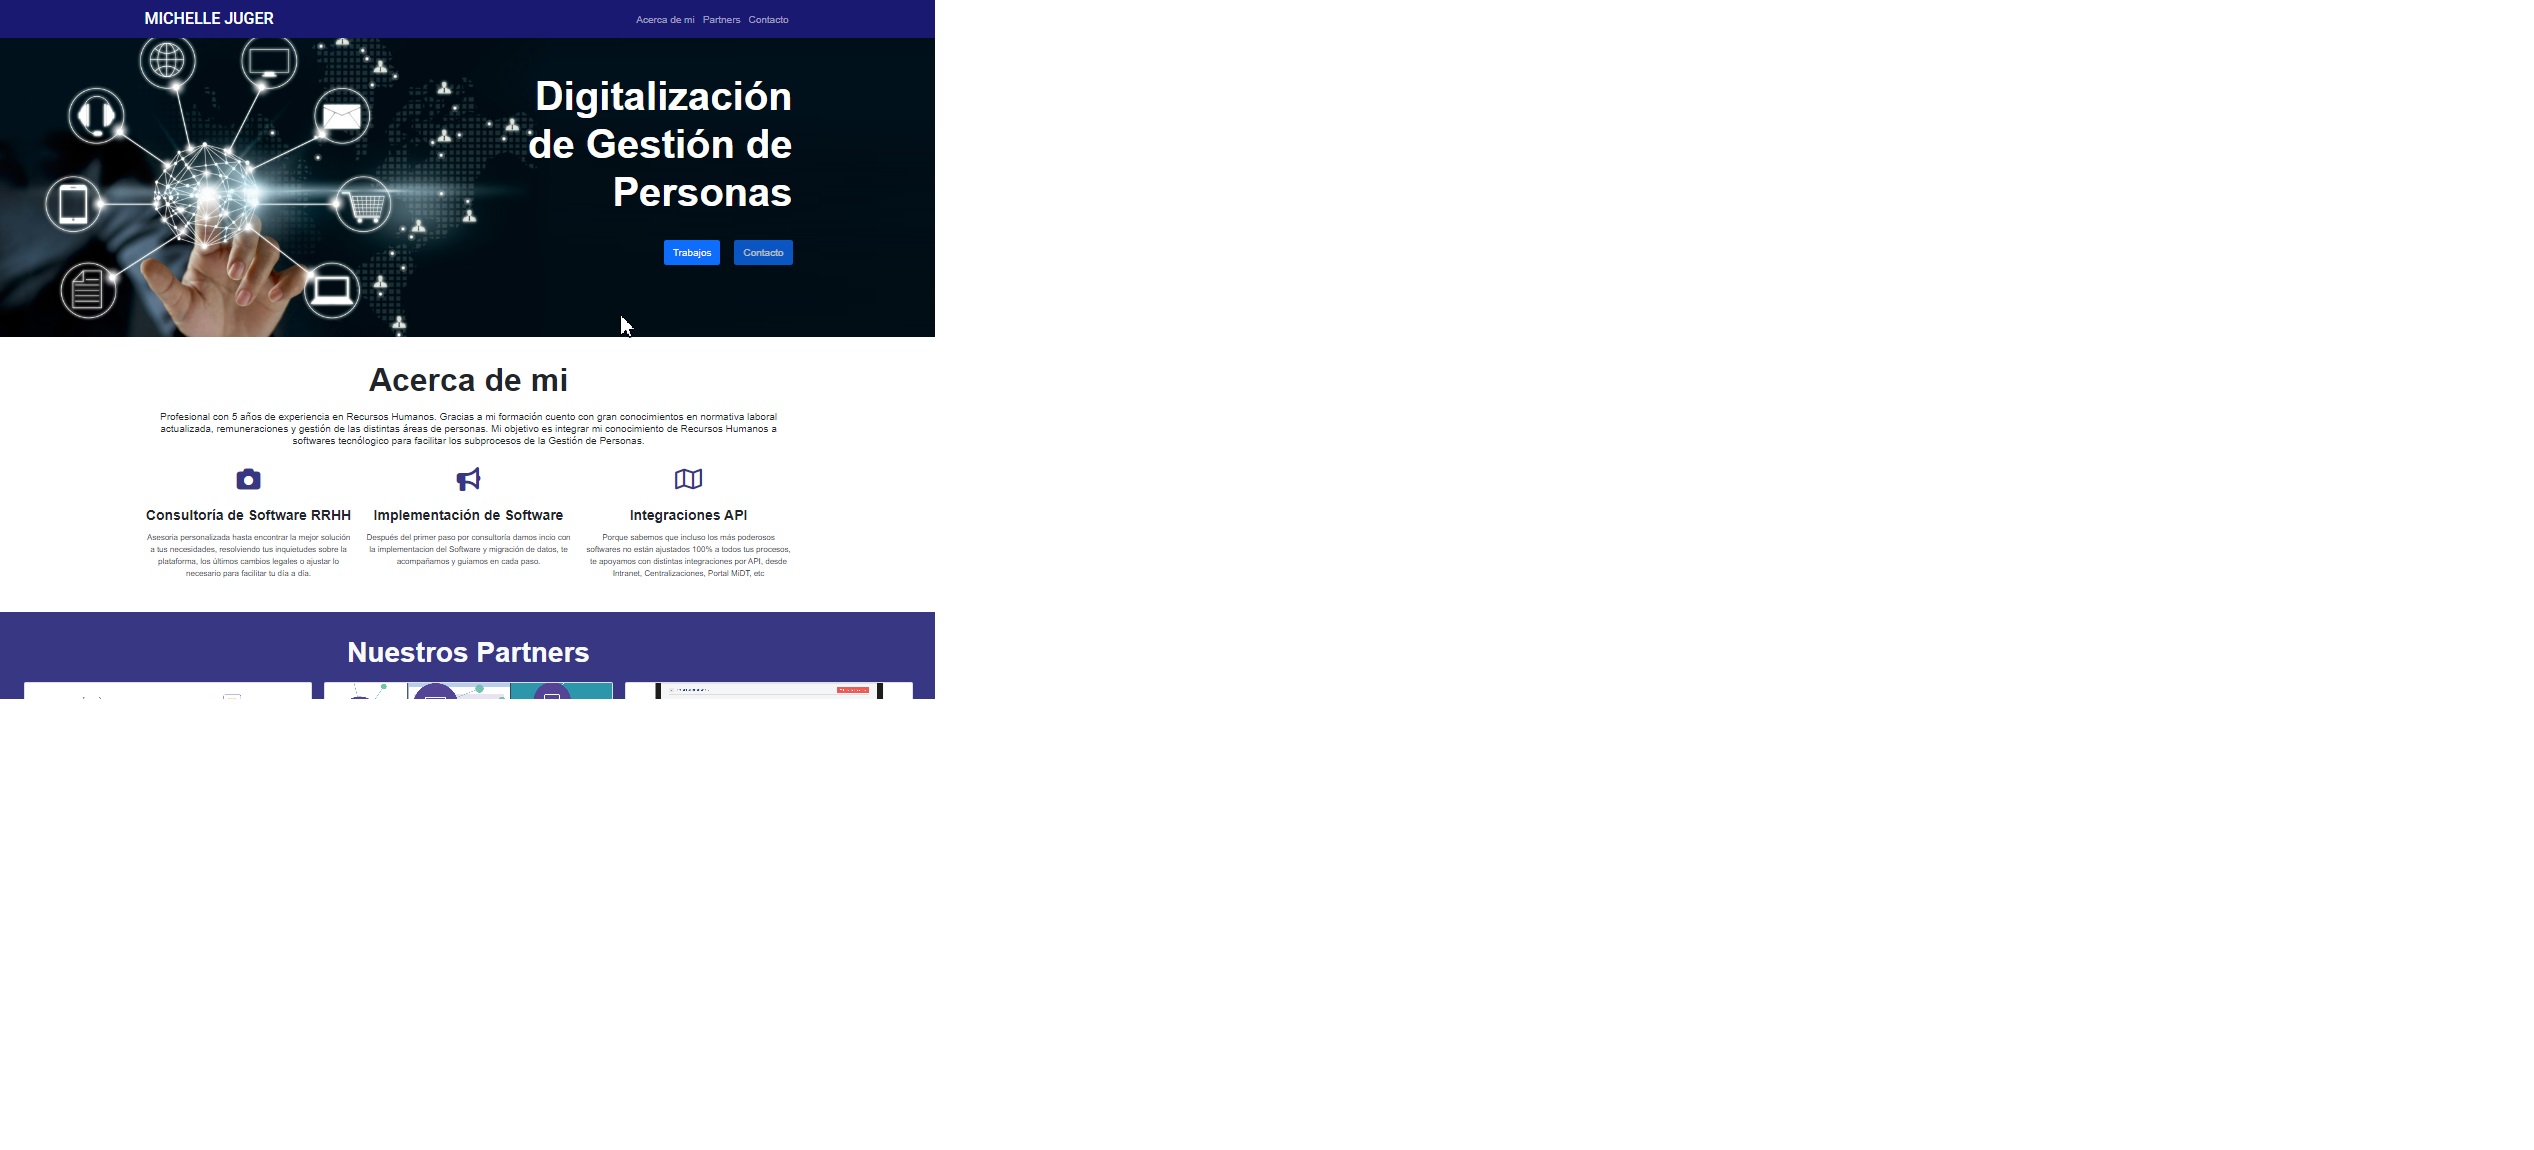 MICHELLE JUGER
Acerca de mi Partners Contacto
Digitalización
de Gestión de
Personas
Trabajos Contacto
Acerca de mi
Profesional con 5 años de experiencia en Recursos Humanos. Gracias a mi formación cuento con gran conocimientos en normativa laboral
actualizada, remuneraciones y gestión de las distintas áreas de personas. Mi objetivo es integrar mi conocimiento de Recursos Humanos a
softwares tecnólogico para facilitar los subprocesos de la Gestión de Personas.
Consultoría de Software RRHH
Asesoria personalizada hasta encontrar la mejor solución
a tus necesidades, resolviendo tus inquietudes sobre la
plataforma, los últimos cambios legales o ajustar lo
necesario para facilitar tu día a día.
Implementación de Software
Después del primer paso por consultoría damos incio con
la implementacion del Software y migración de datos, te
acompañamos y guiamos en cada paso.
Integraciones API
Porque sabemos que incluso los más poderosos
softwares no están ajustados 100% a todos tus procesos,
te apoyamos con distintas integraciones por API, desde
Intranet, Centralizaciones, Portal MiDT, etc
Nuestros Partners